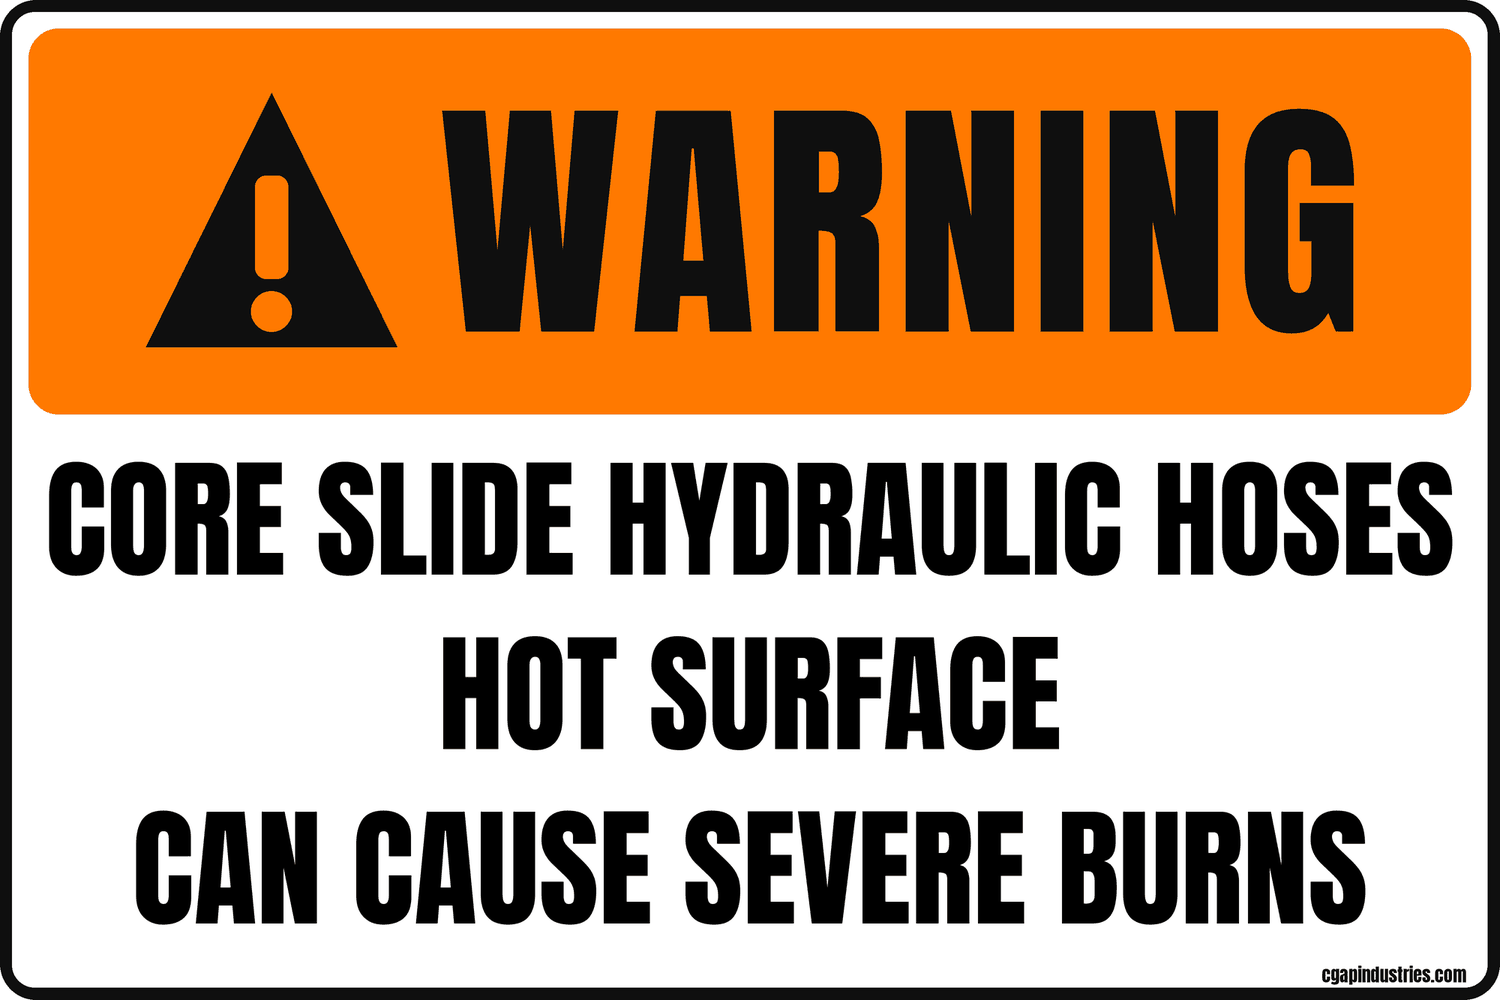 WARNING
CORE SLIDE HYDRAULIC HOSES
HOT SURFACE
CAN CAUSE SEVERE BURNS
cgapindustries.com